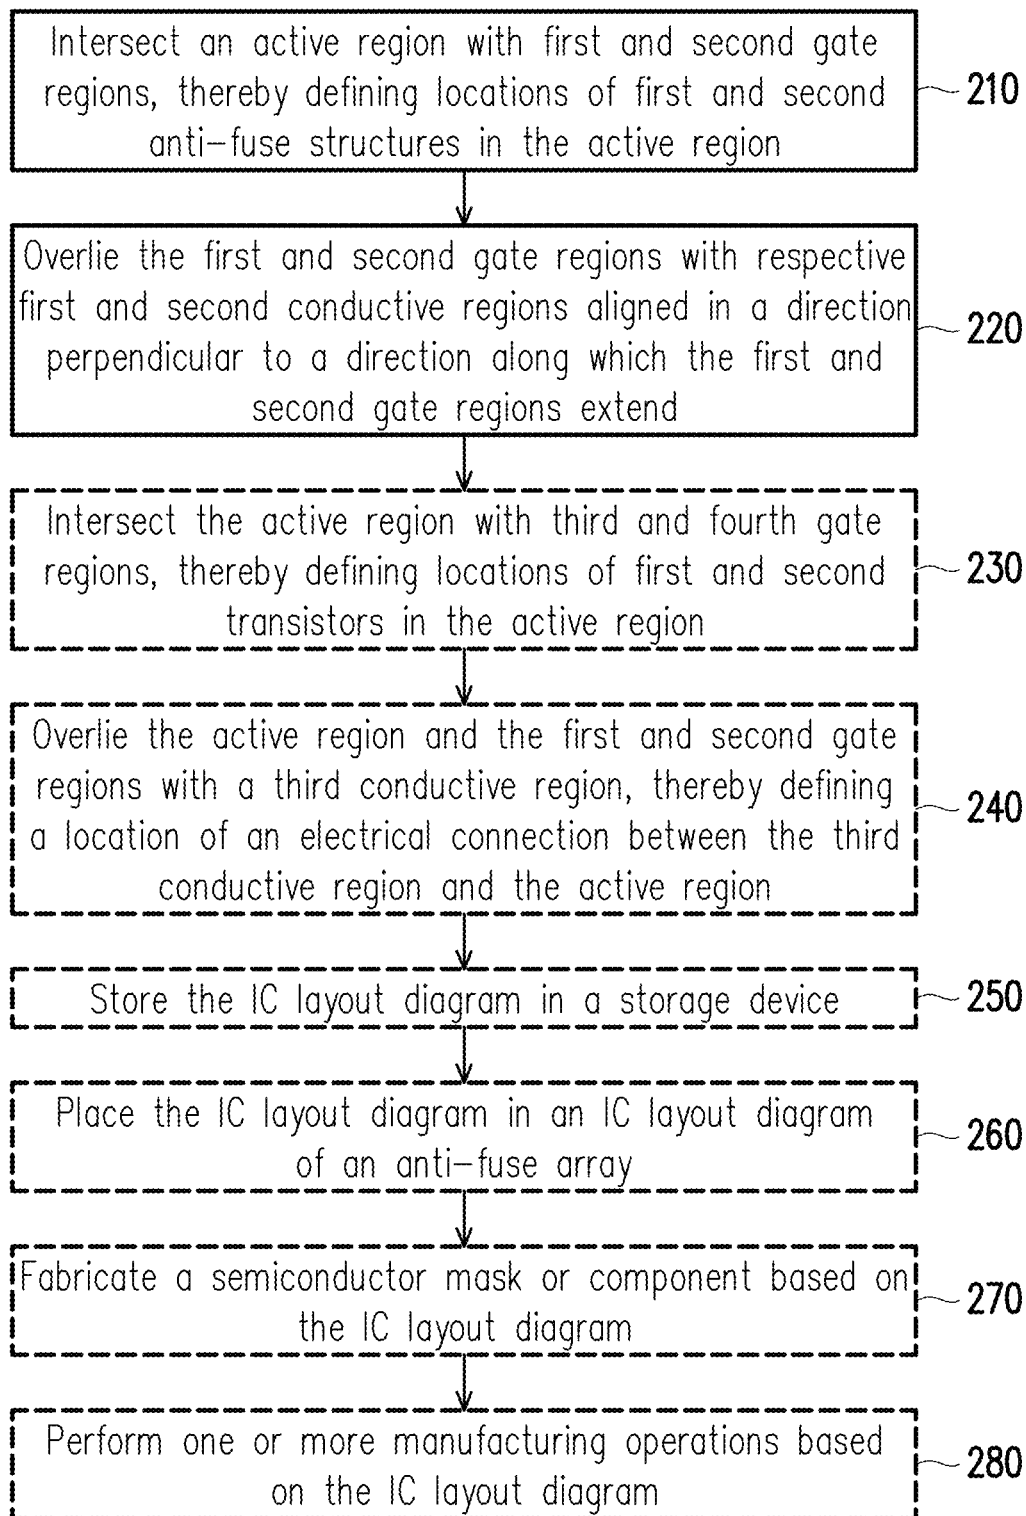 Intersect an active region with first and second gate
regions, thereby defining locations of first and second
anti-fuse structures in the active region
210
Overlie the first and second gate regions with respective
first and second conductive regions aligned in a direction
perpendicular to a direction along which the first and
second gate regions extend
220
Intersect the active region with third and fourth gate
regions, thereby defining locations of first and second
transistors in the active region
230
Overlie the active region and the first and second gate
regions with a third conductive region, thereby defining
a location of an electrical connection between the third
conductive region and the active region
240
Store the IC layout diagram in a storage device
250
Place the IC layout diagram in an IC layout diagram
of an anti-fuse array
260
Fabricate a semiconductor mask or component based on
the IC layout diagram
270
Perform one or more manufacturing operations based
on the IC layout diagram
280